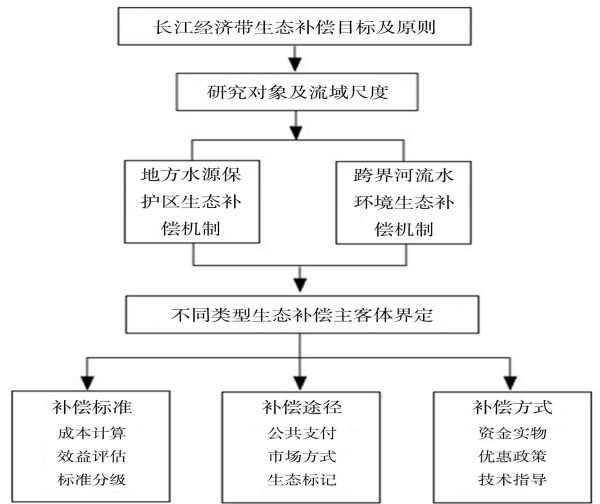 长江经济带生态补偿目标及原则
研究对象及流域尺度
地方水源保
护区生态补
偿机制
跨界河流水
环境生态补
偿机制
不同类型生态补偿主客体界定
补偿标准
成本计算
效益评估
标准分级
补偿途径
公共支付
市场方式
生态标记
补偿方式
资金实物
优惠政策
技术指导